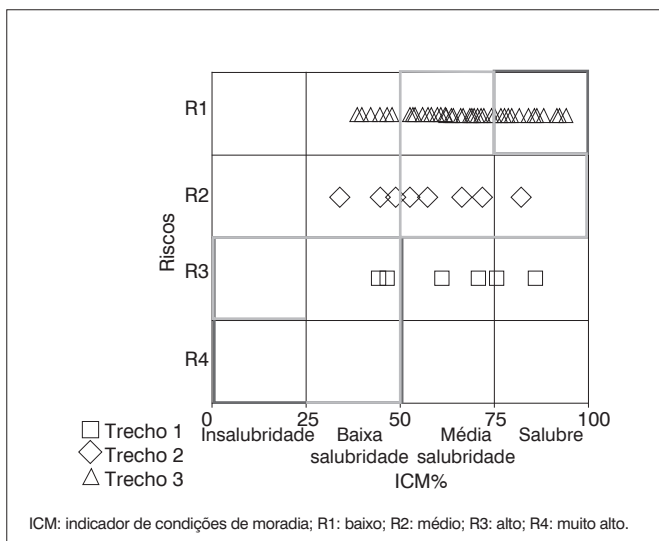 R1
R2
Riscos
R3
R4
0 25 50 75 100
Insalubridade Baixa salubridade Média salubridade Salubre
ICM%
Trecho 1
Trecho 2
Trecho 3
ICM: indicador de condições de moradia; R1: baixo; R2: médio; R3: alto; R4: muito alto.